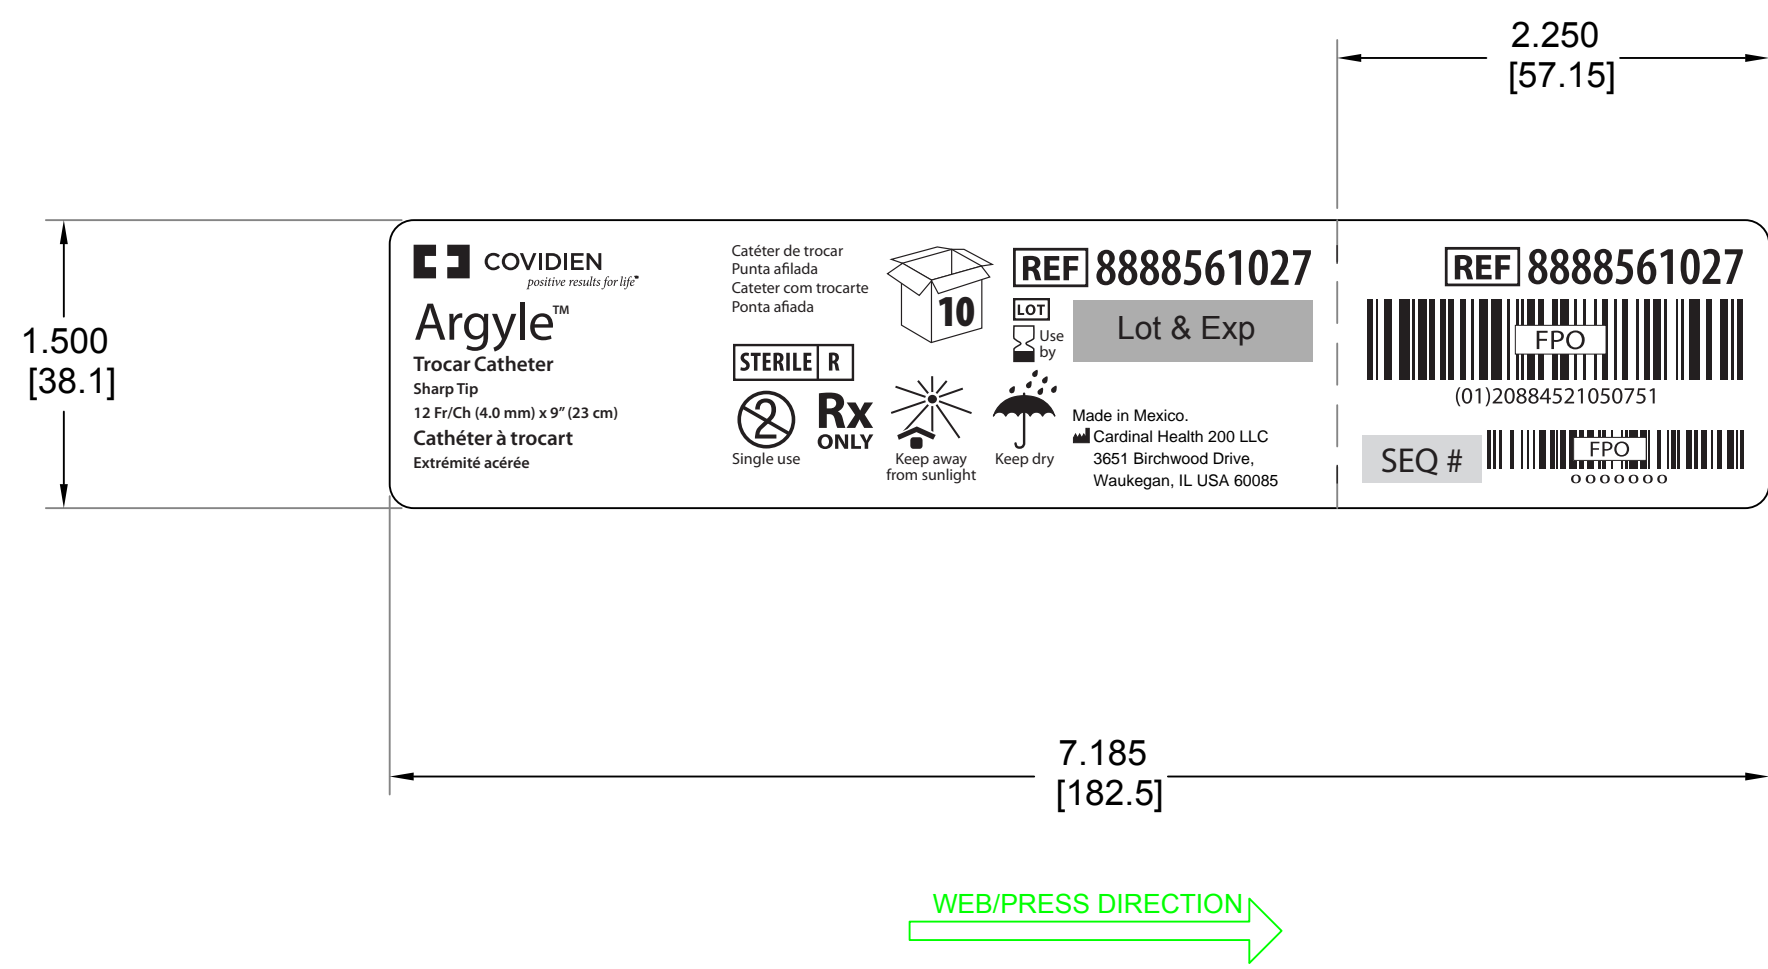 2.250
[57.15]
1.500
[38.1]
COVIDIEN
positive results for life™
Argyle™
Trocar Catheter
Sharp Tip
12 Fr/Ch (4.0 mm) x 9” (23 cm)
Cathéter à trocart
Extrémité acérée
Catéter de trocar
Punta afilada
Cateter com trocarte
Ponta afiada
STERILE R
2
Single use
Rx
ONLY
10
Keep away
from sunlight
Keep dry
REF 8888561027
LOT
Use
by
Lot & Exp
Made in Mexico.
Cardinal Health 200 LLC
3651 Birchwood Drive,
Waukegan, IL USA 60085
REF 8888561027
FPO
(01)20884521050751
SEQ #
FPO
0000000
7.185
[182.5]
WEB/PRESS DIRECTION